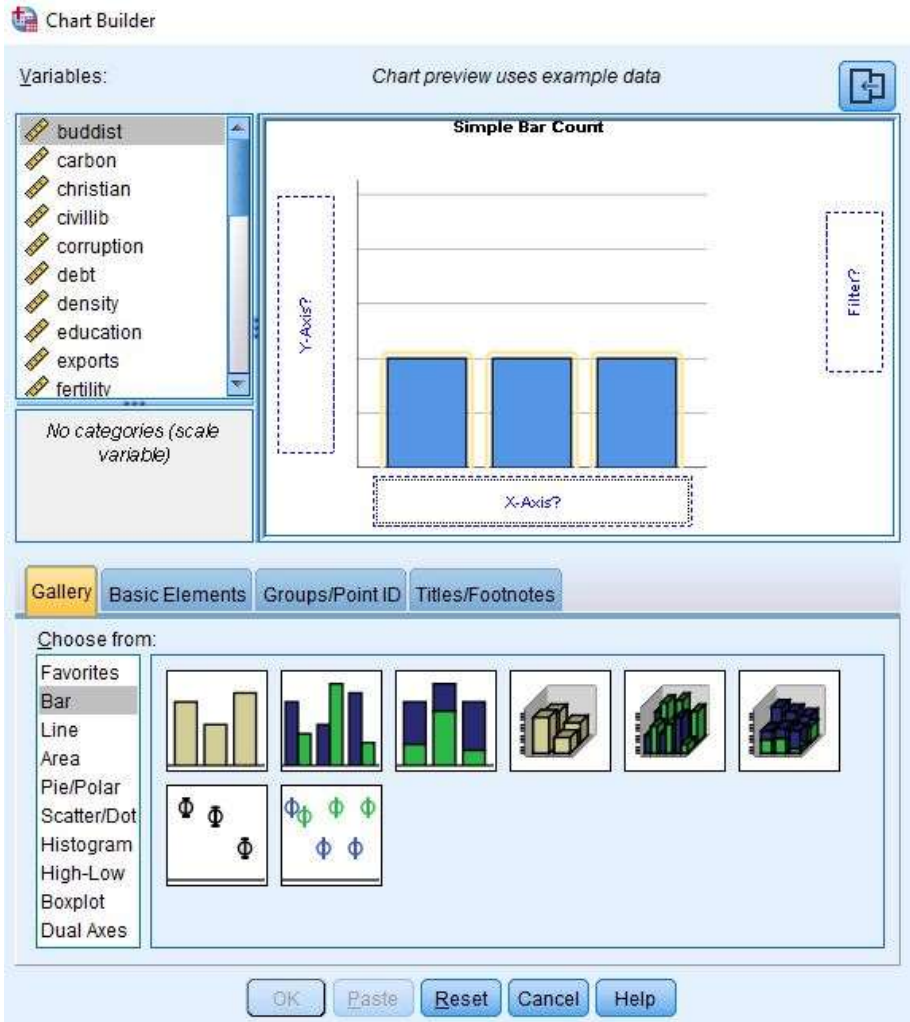 Chart Builder
Variables:
Chart preview uses example data
buddist
carbon
christian
civillib
corruption
debt
density
education
exports
fertility
No categories (scale
variable)
Simple Bar Count
Y-Axis?
X-Axis?
Filter?
Gallery
Basic Elements
Groups/Point ID
Titles/Footnotes
Choose from:
Favorites
Bar
Line
Area
Pie/Polar
Scatter/Dot
Histogram
High-Low
Boxplot
Dual Axes
OK
Paste
Reset
Cancel
Help